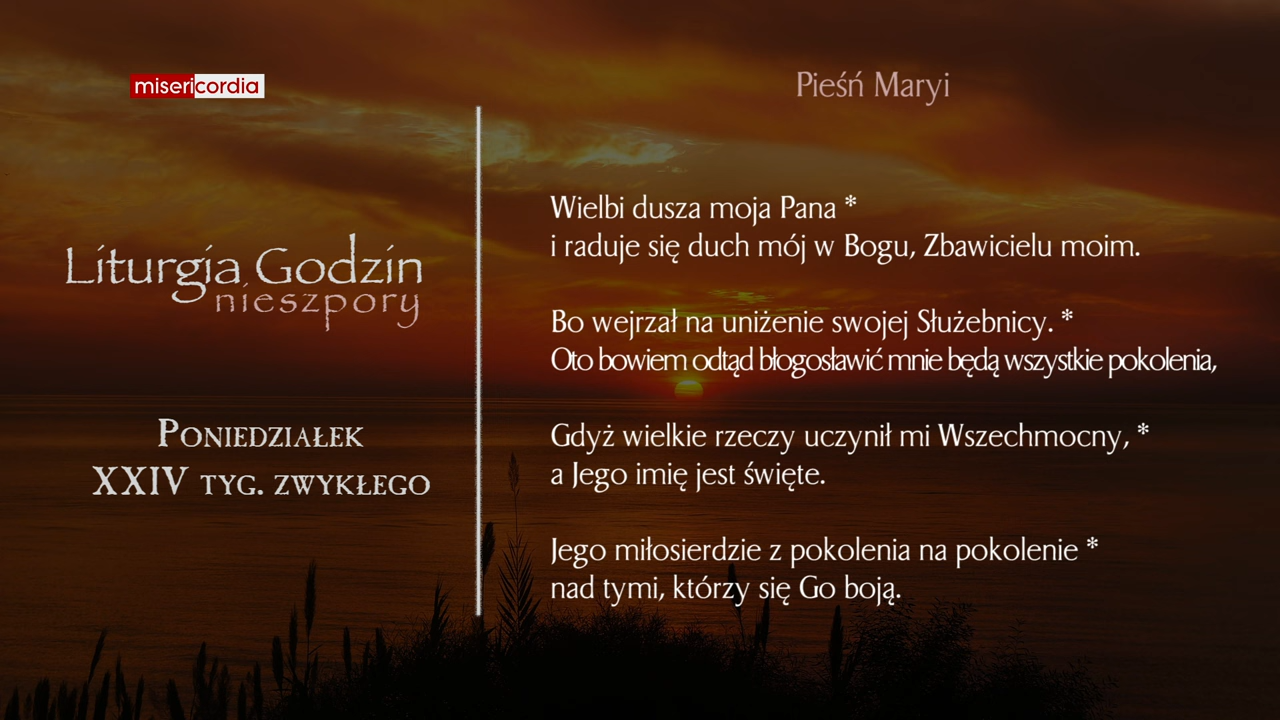 misericordia
Liturgia Godzin
nieszpory
Poniedziałek
XXIV tyg. zwykłego
Pieśń Maryi
Wielbi dusza moja Pana *
i raduje się duch mój w Bogu, Zbawicielu moim.
Bo wejrzał na uniżenie swojej Służebnicy. *
Oto bowiem odtąd błogosławić mnie będą wszystkie pokolenia,
Gdyż wielkie rzeczy uczynił mi Wszechmocny, *
a Jego imię jest święte.
Jego miłosierdzie z pokolenia na pokolenie *
nad tymi, którzy się Go boją.